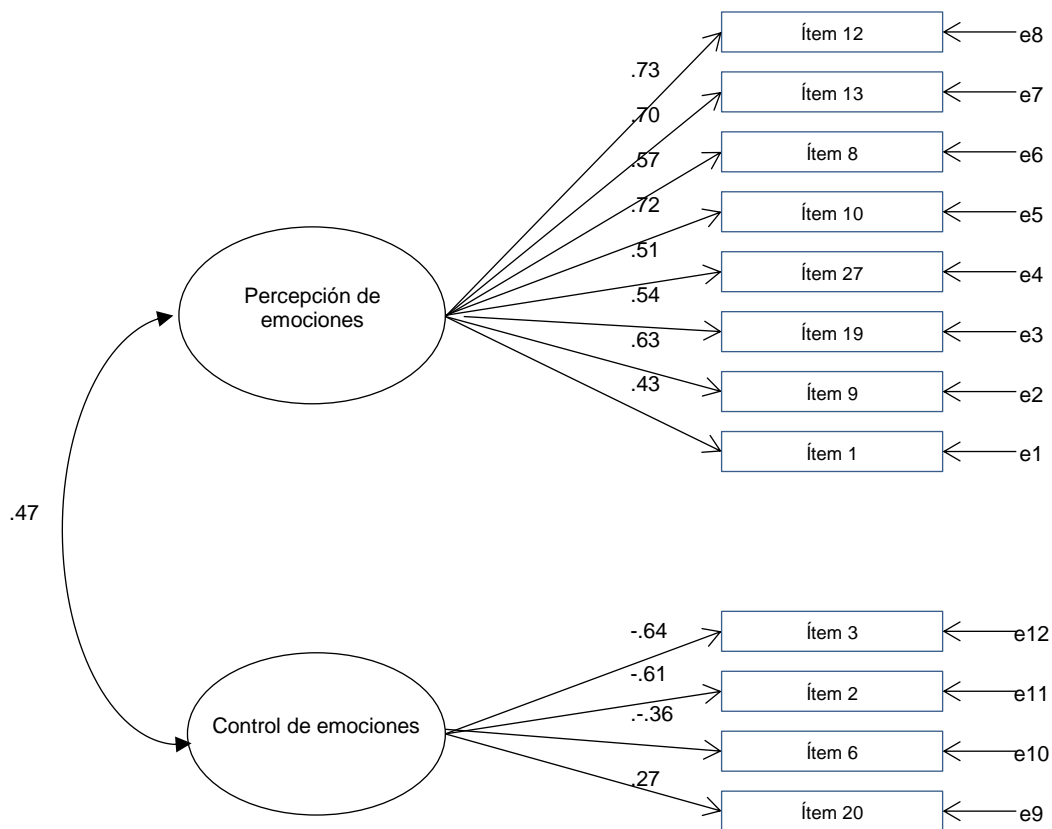 Ítem 12
e8
.73
Ítem 13
e7
.70
Ítem 8
e6
.57
Ítem 10
e5
.72
Ítem 27
e4
.51
Percepción de
emociones
Ítem 19
e3
.54
Ítem 9
e2
.63
Ítem 1
e1
.43
.47
Ítem 3
e12
-.64
Ítem 2
e11
-.61
Control de emociones
Ítem 6
e10
.-.36
Ítem 20
e9
.27